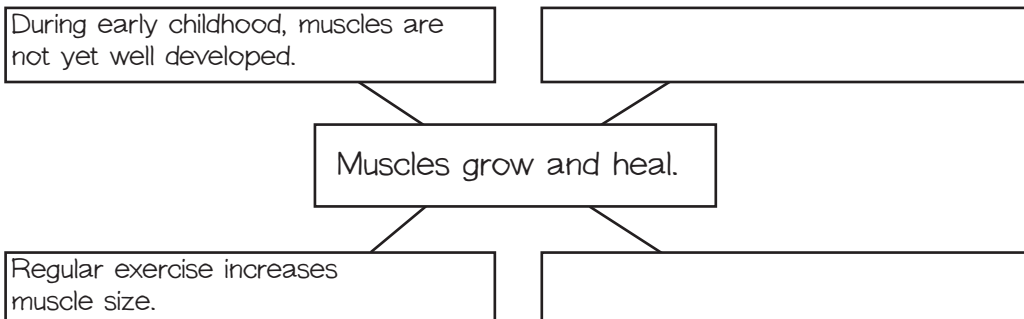 During early childhood, muscles are
not yet well developed.
Muscles grow and heal.
Regular exercise increases
muscle size.